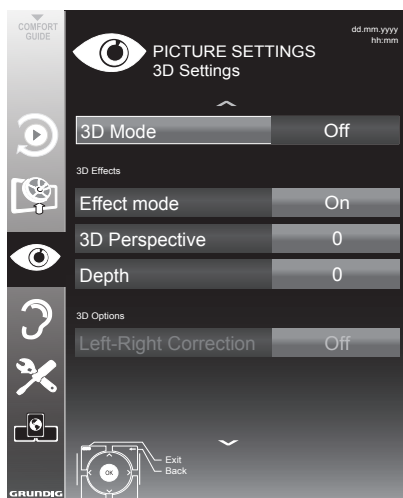 COMFORT
GUIDE
dd.mm.yyyy
hh:mm
PICTURE SETTINGS
3D Settings
3D Mode Off
3D Effects
Effect mode On
3D Perspective 0
Depth 0
3D Options
Left-Right Correction Off
Exit
Back
OK
GRUNDIG